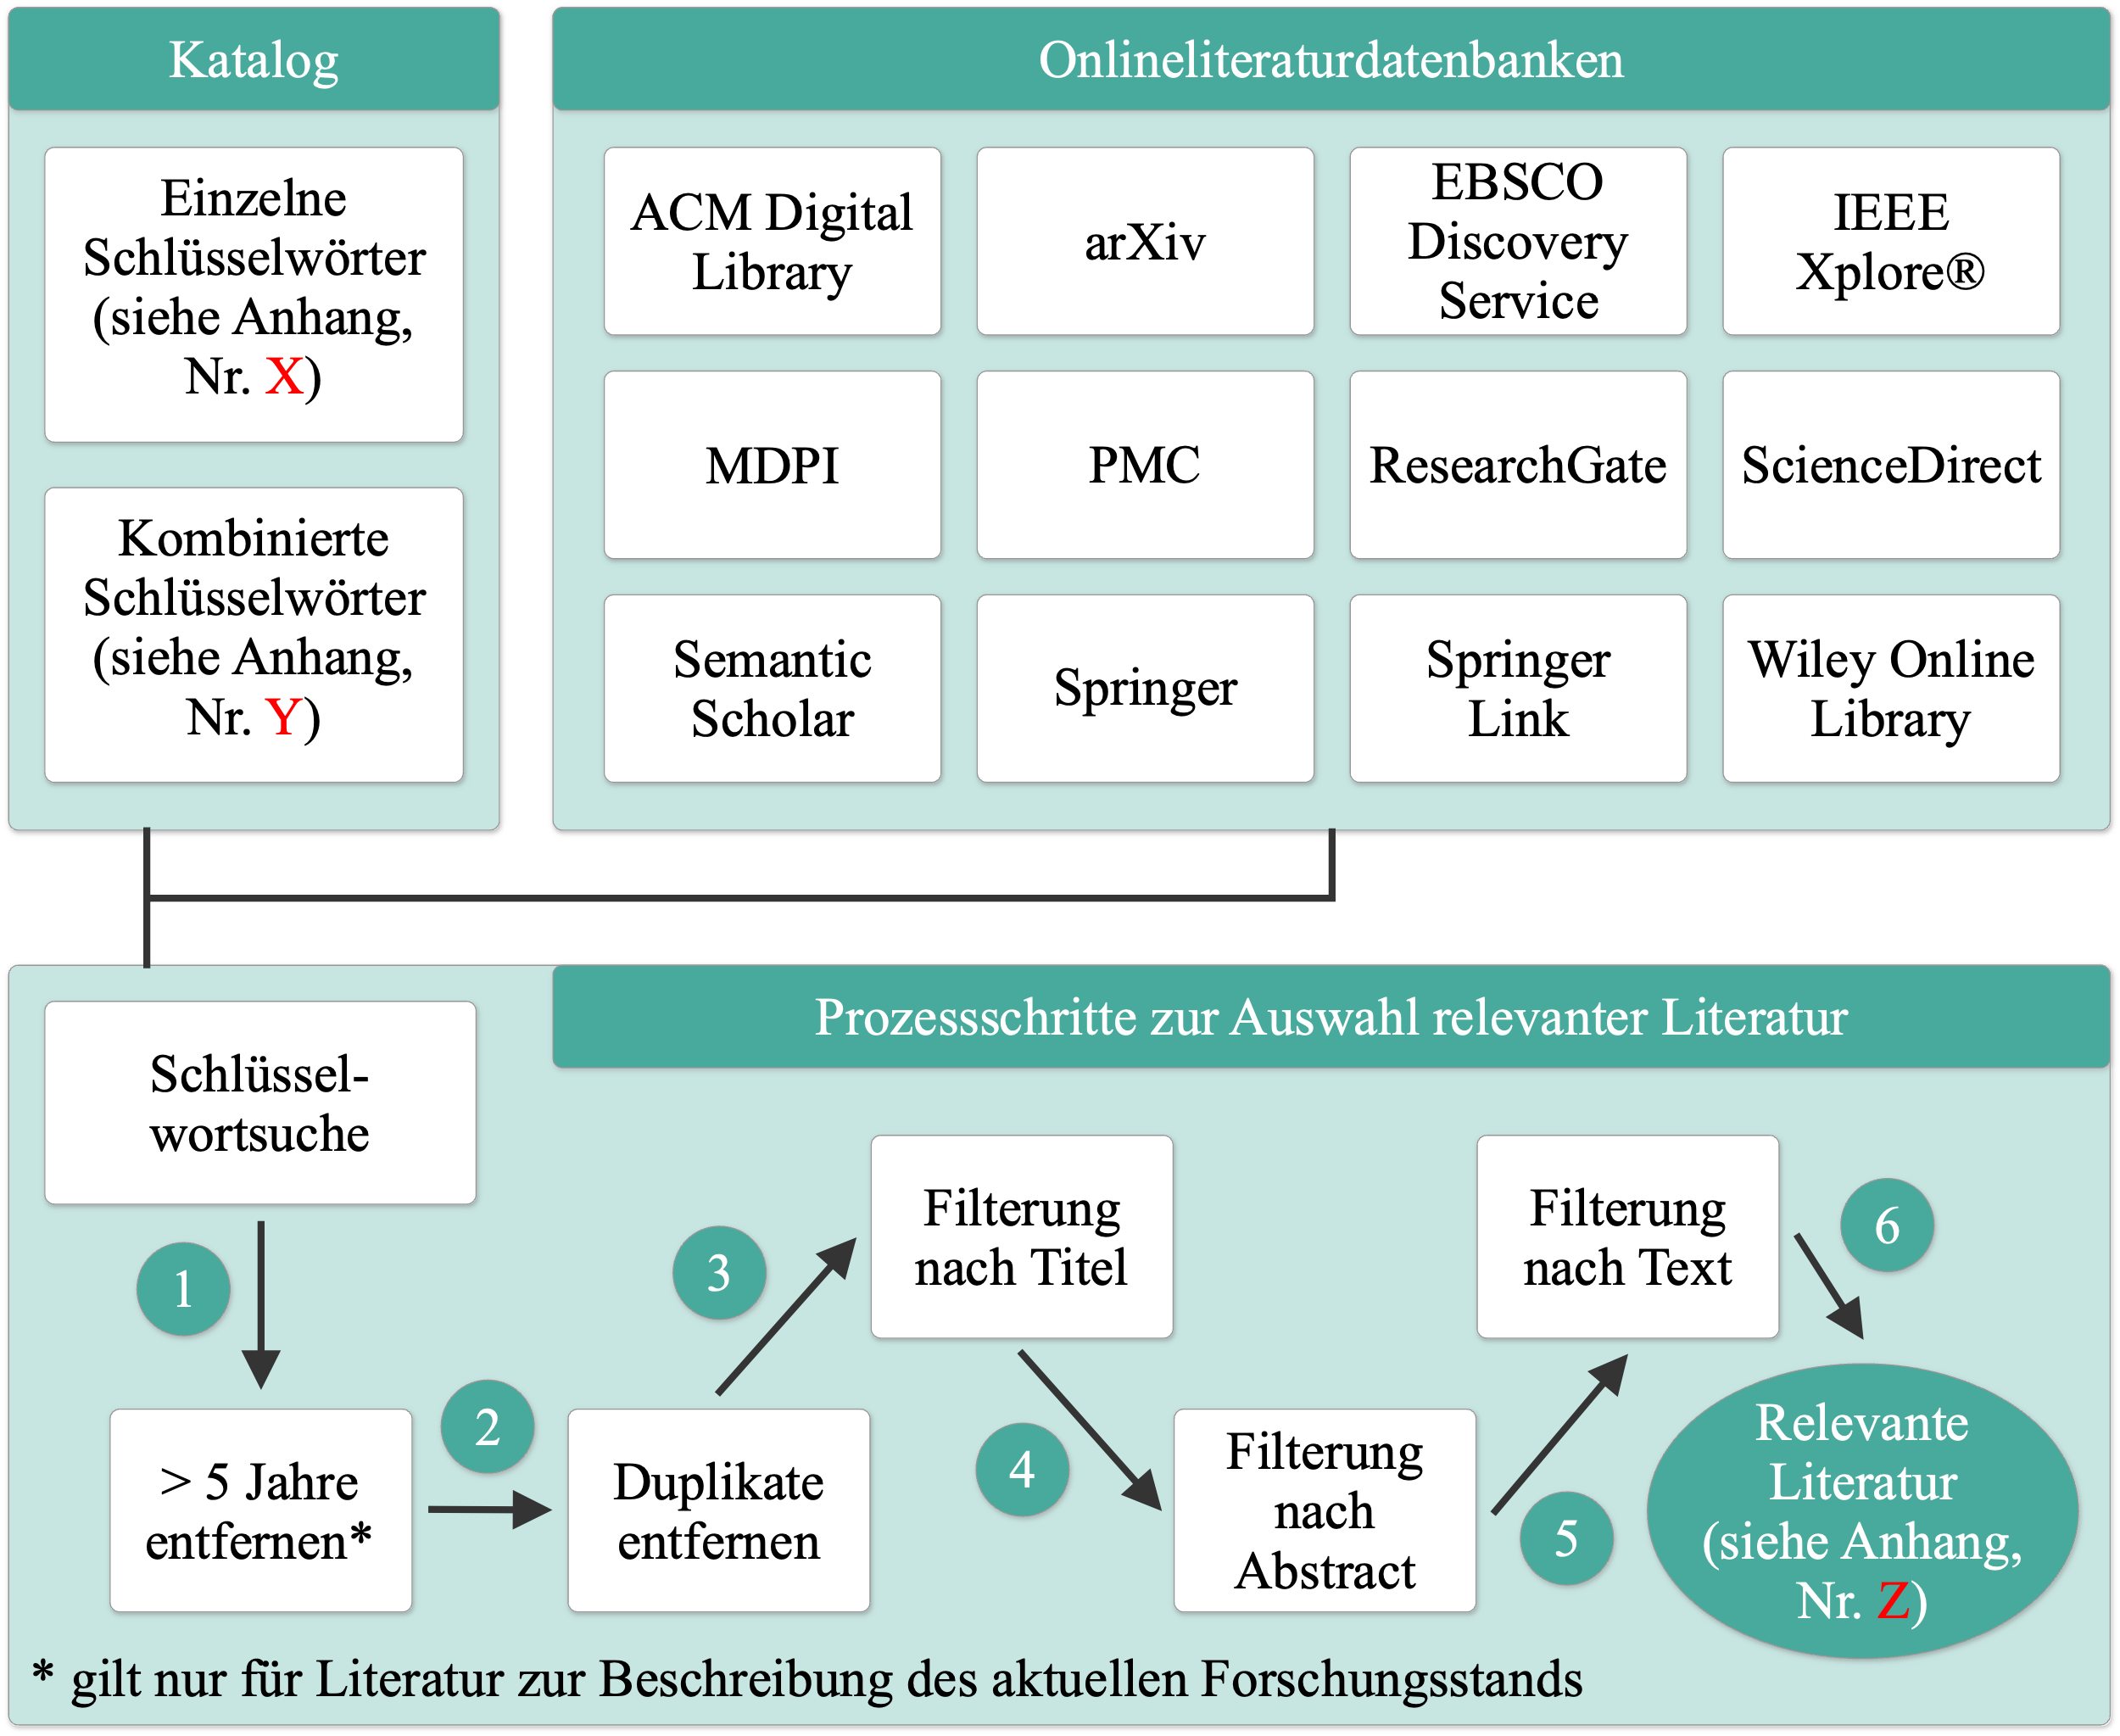 Katalog
Einzelne
Schlüsselwörter
(siehe Anhang,
Nr. X)
Kombinierte
Schlüsselwörter
(siehe Anhang,
Nr. Y)
Onlineliteraturdatenbanken
ACM Digital
Library
arXiv
EBSCO
Discovery
Service
IEEE
Xplore®
MDPI
PMC
ResearchGate
ScienceDirect
Semantic
Scholar
Springer
Springer
Link
Wiley Online
Library
Prozessschritte zur Auswahl relevanter Literatur
Schlüssel-
wortsuche
1
> 5 Jahre
entfernen*
2
Duplikate
entfernen
3
Filterung
nach Titel
4
Filterung
nach
Abstract
5
Filterung
nach Text
6
Relevante
Literatur
(siehe Anhang,
Nr. Z)
* gilt nur für Literatur zur Beschreibung des aktuellen Forschungsstands